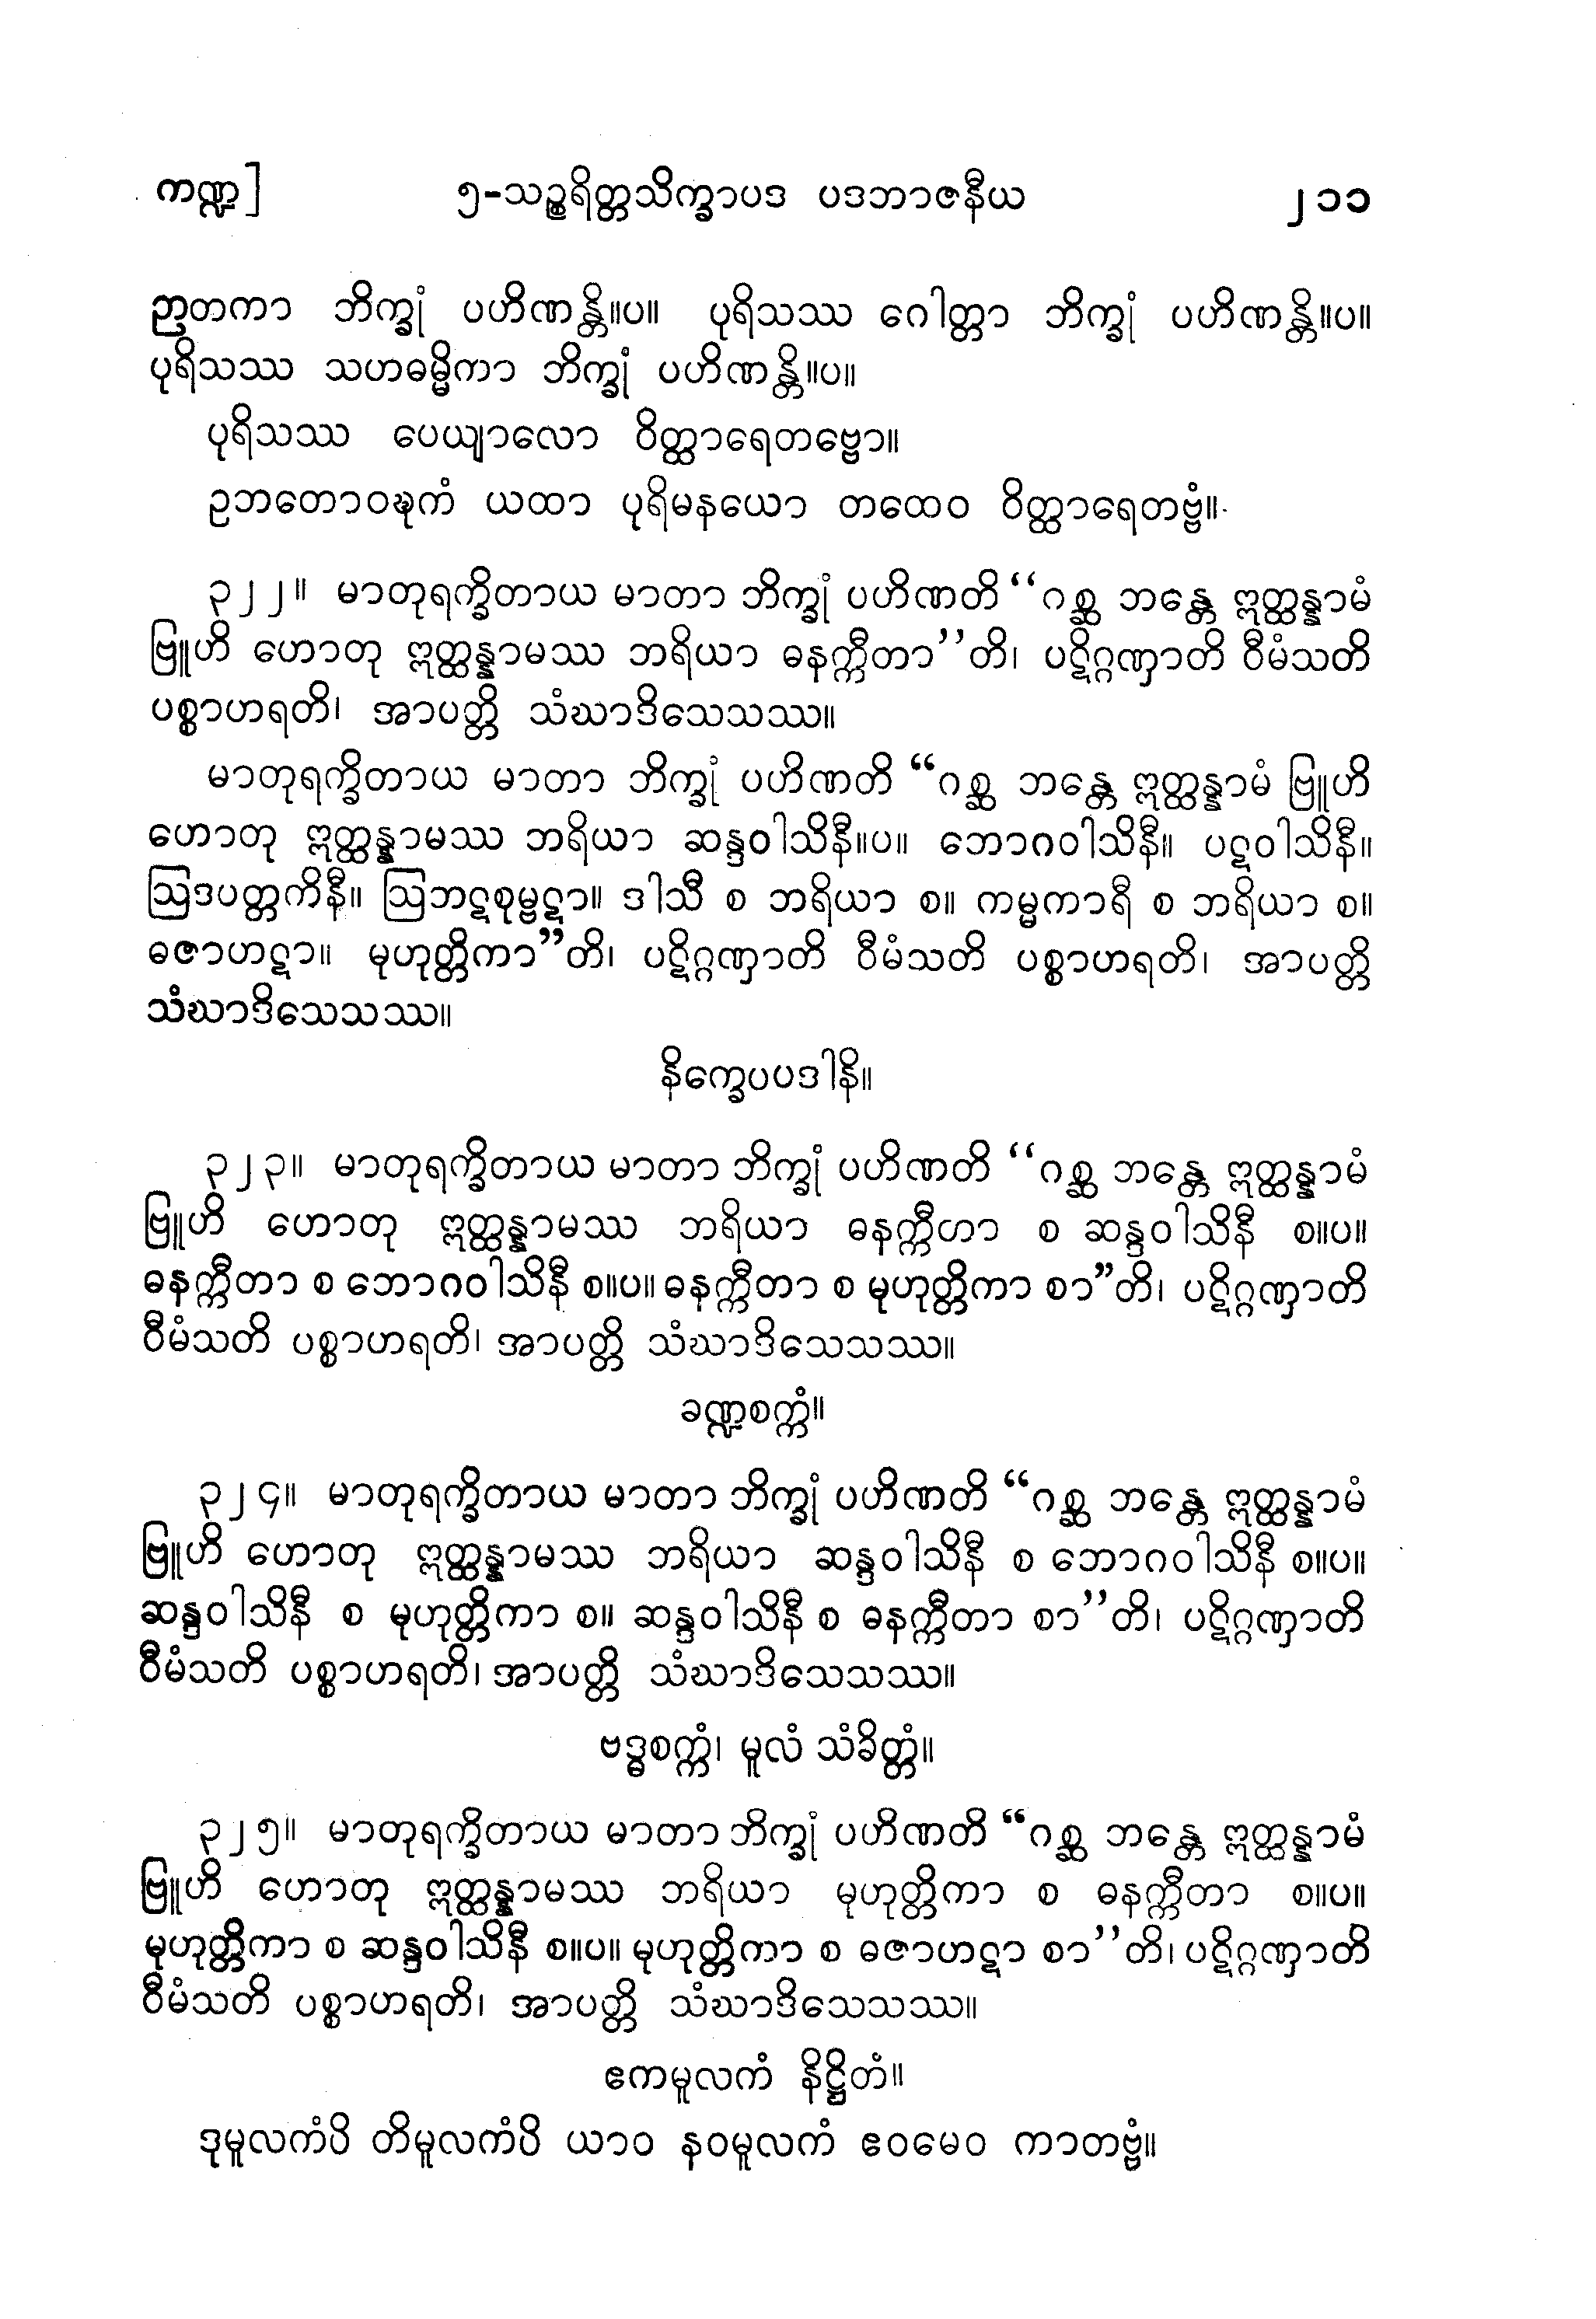 ကဏ္ဍ] ၅-သဉ္စရိတ္တသိက္ခာပဒ ပဒဘာဇနီယ ၂၁၁
ဉာတကာ ဘိက္ခုံ ပဟိဏန္တိ။ပ။ ပုရိသဿ ဂေါတ္တာ ဘိက္ခုံ ပဟိဏန္တိ။ပ။
ပုရိသဿ သဟဓမ္မိကာ ဘိက္ခုံ ပဟိဏန္တိ။ပ။
ပုရိသဿ ပေယျာလော ဝိတ္ထာရေတဗ္ဗော။
ဥဘတောဝဍ္ဎကံ ယထာ ပုရိမနယော တထေဝ ဝိတ္ထာရေတဗ္ဗံ။
၃၂၂။ မာတုရက္ခိတာယ မာတာ ဘိက္ခုံ ပဟိဏတိ “ဂစ္ဆ ဘန္တေ ဣတ္ထန္နာမံ
ဗြူဟိ ဟောတု ဣတ္ထန္နာမဿ ဘရိယာ ဓနက္ကီတာ”တိ၊ ပဋိဂ္ဂဏှာတိ ဝီမံသတိ
ပစ္စာဟရတိ၊ အာပတ္တိ သံဃာဒိသေသဿ။
မာတုရက္ခိတာယ မာတာ ဘိက္ခုံ ပဟိဏတိ “ဂစ္ဆ ဘန္တေ ဣတ္ထန္နာမံ ဗြူဟိ
ဟောတု ဣတ္ထန္နာမဿ ဘရိယာ ဆန္ဒဝါသိနီ။ပ။ ဘောဂဝါသိနီ။ ပဋဝါသိနီ။
ဩဒပတ္တကိနီ။ ဩဘဋစုမ္ဗဋာ။ ဒါသီ စ ဘရိယာ စ။ ကမ္မကာရီ စ ဘရိယာ စ။
ဓဇာဟဋာ။ မုဟုတ္တိကာ”တိ၊ ပဋိဂ္ဂဏှာတိ ဝီမံသတိ ပစ္စာဟရတိ၊ အာပတ္တိ
သံဃာဒိသေသဿ။
နိက္ခေပပဒါနိ။
၃၂၃။ မာတုရက္ခိတာယ မာတာ ဘိက္ခုံ ပဟိဏတိ “ဂစ္ဆ ဘန္တေ ဣတ္ထန္နာမံ
ဗြူဟိ ဟောတု ဣတ္ထန္နာမဿ ဘရိယာ ဓနက္ကီဟာ စ ဆန္ဒဝါသိနီ စ။ပ။
ဓနက္ကီတာ စ ဘောဂဝါသိနီ စ။ပ။ ဓနက္ကီတာ စ မုဟုတ္တိကာ စာ”တိ၊ ပဋိဂ္ဂဏှာတိ
ဝီမံသတိ ပစ္စာဟရတိ၊ အာပတ္တိ သံဃာဒိသေသဿ။
ခဏ္ဍစက္ကံ။
၃၂၄။ မာတုရက္ခိတာယ မာတာ ဘိက္ခုံ ပဟိဏတိ “ဂစ္ဆ ဘန္တေ ဣတ္ထန္နာမံ
ဗြူဟိ ဟောတု ဣတ္ထန္နာမဿ ဘရိယာ ဆန္ဒဝါသိနီ စ ဘောဂဝါသိနီ စ။ပ။
ဆန္ဒဝါသိနီ စ မုဟုတ္တိကာ စ။ ဆန္ဒဝါသိနီ စ ဓနက္ကီတာ စာ”တိ၊ ပဋိဂ္ဂဏှာတိ
ဝီမံသတိ ပစ္စာဟရတိ၊ အာပတ္တိ သံဃာဒိသေသဿ။
ဗဒ္ဓစက္ကံ၊ မူလံ သံခိတ္တံ။
၃၂၅။ မာတုရက္ခိတာယ မာတာ ဘိက္ခုံ ပဟိဏတိ “ဂစ္ဆ ဘန္တေ ဣတ္ထန္နာမံ
ဗြူဟိ ဟောတု ဣတ္ထန္နာမဿ ဘရိယာ မုဟုတ္တိကာ စ ဓနက္ကီတာ စ။ပ။
မုဟုတ္တိကာ စ ဆန္ဒဝါသိနီ စ။ပ။ မုဟုတ္တိကာ စ ဓဇာဟဋာ စာ”တိ၊ ပဋိဂ္ဂဏှာတိ
ဝီမံသတိ ပစ္စာဟရတိ၊ အာပတ္တိ သံဃာဒိသေသဿ။
ဧကမူလကံ နိဋ္ဌိတံ။
ဒုမူလကံပိ တိမူလကံပိ ယာဝ နဝမူလကံ ဧဝမေဝ ကာတဗ္ဗံ။